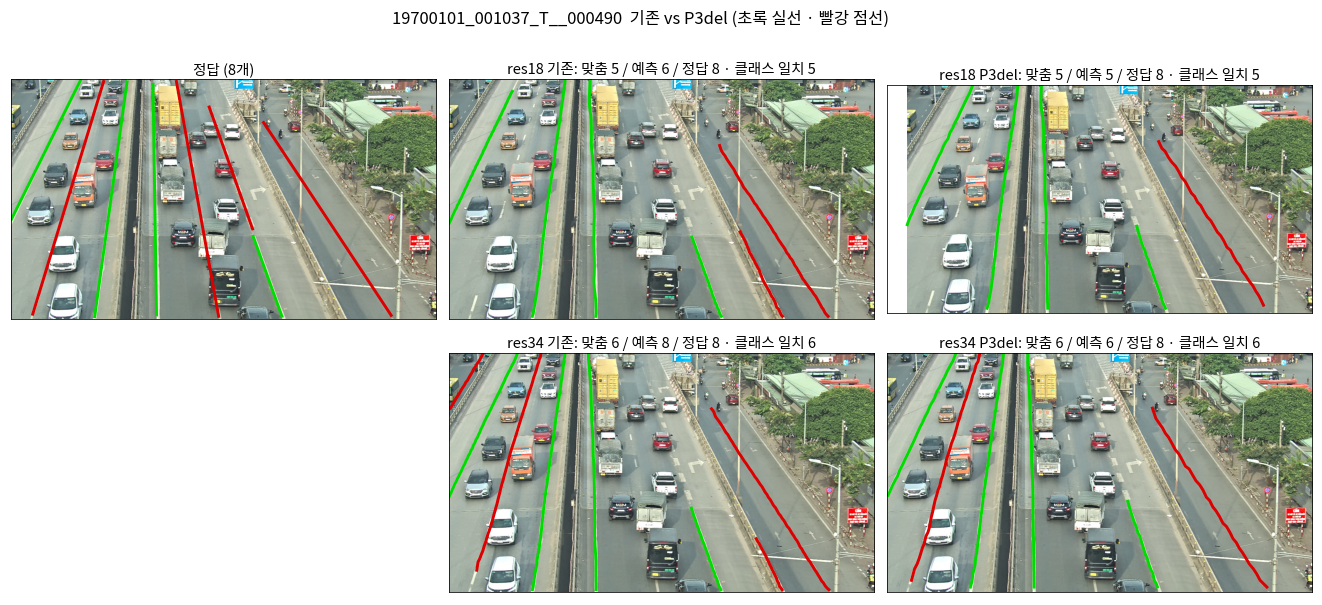 19700101_001037_T__000490 기존 vs P3del (초록 실선 · 빨강 점선)
정답 (8개)
res18 기존: 맞춤 5 / 예측 6 / 정답 8 · 클래스 일치 5
res18 P3del: 맞춤 5 / 예측 5 / 정답 8 · 클래스 일치 5
res34 기존: 맞춤 6 / 예측 8 / 정답 8 · 클래스 일치 6
res34 P3del: 맞춤 6 / 예측 6 / 정답 8 · 클래스 일치 6